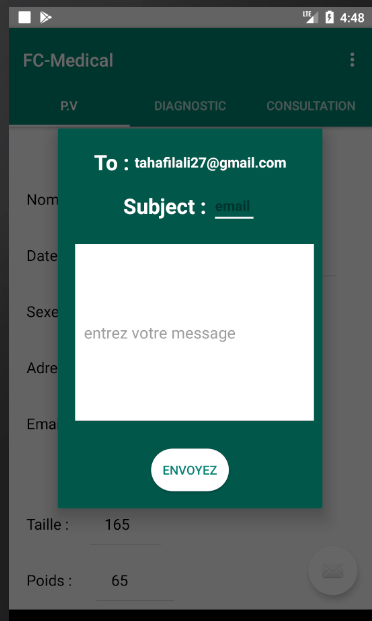 LTE 4:48
FC-Medical
P.V DIAGNOSTIC CONSULTATION
To : tahafilali27@gmail.com
Nom
Subject : email
Date
Sexe
entrez votre message
Adre
Emai
ENVOYEZ
Taille : 165
Poids : 65